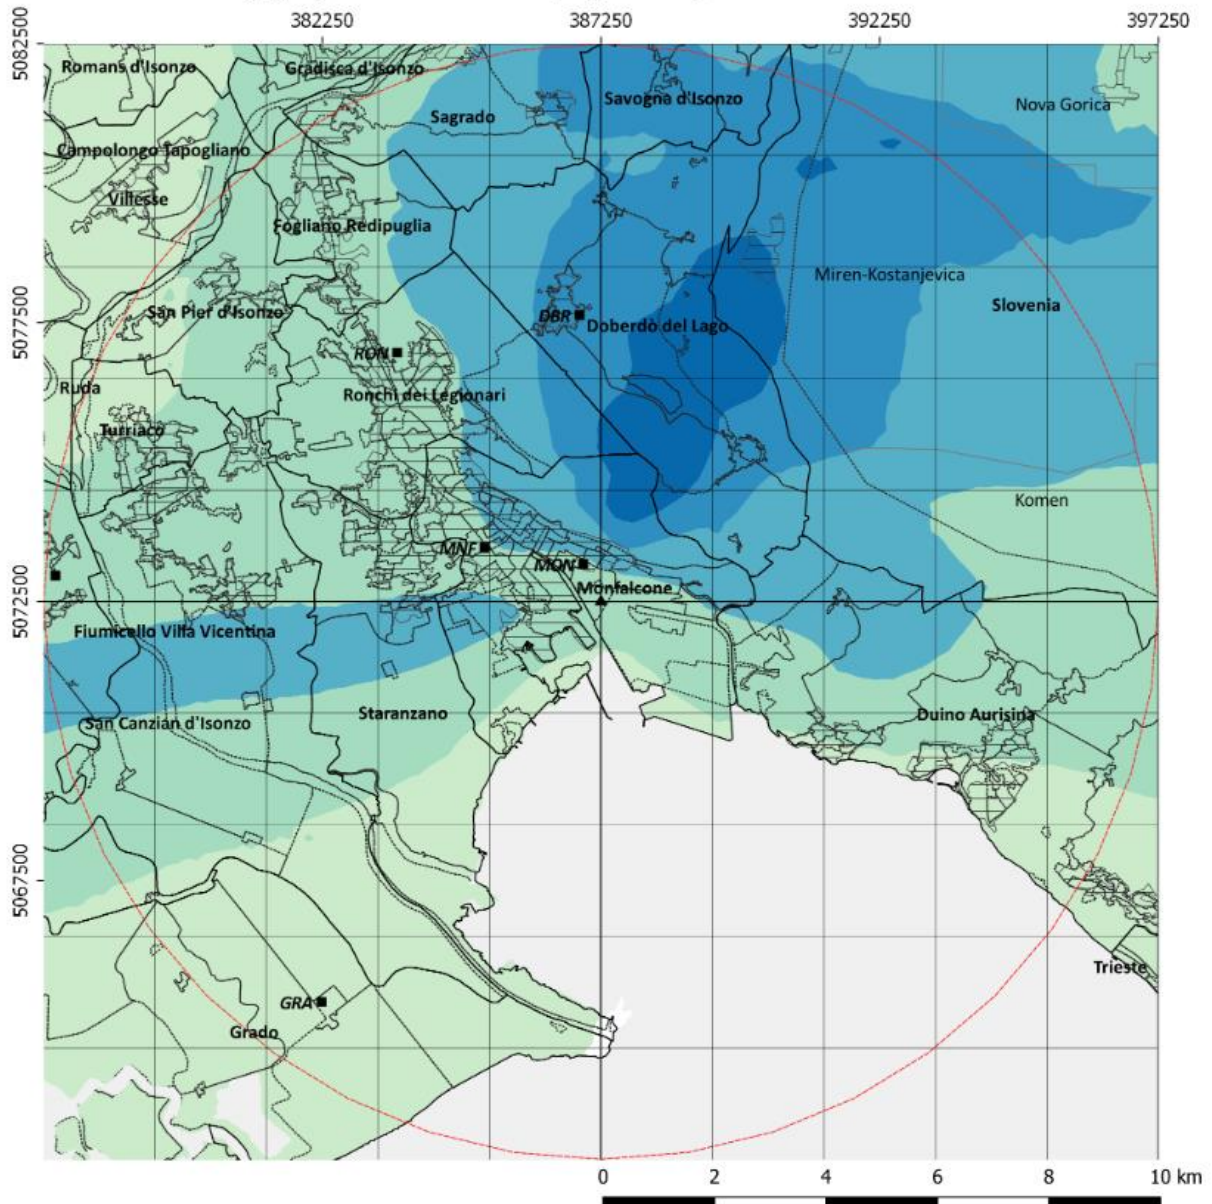 382250 387250 392250 397250
5082500
Romans d'Isonzo
Gradisca d'Isonzo
Savogna d'Isonzo
Nova Gorica
Sagrado
Campolongo Tapogliano
Villesse
Fogliano Redipuglia
Miren-Kostanjevica
Slovenia
San Pier d'Isonzo
DBR
Doberdò del Lago
5077500
RON
Ruda
Ronchi dei Legionari
Turriaco
Komen
MNF
MON
Monfalcone
5072500
Fiumicello Villa Vicentina
San Canzian d'Isonzo
Staranzano
Duino Aurisina
5067500
Trieste
GRA
Grado
0 2 4 6 8 10 km